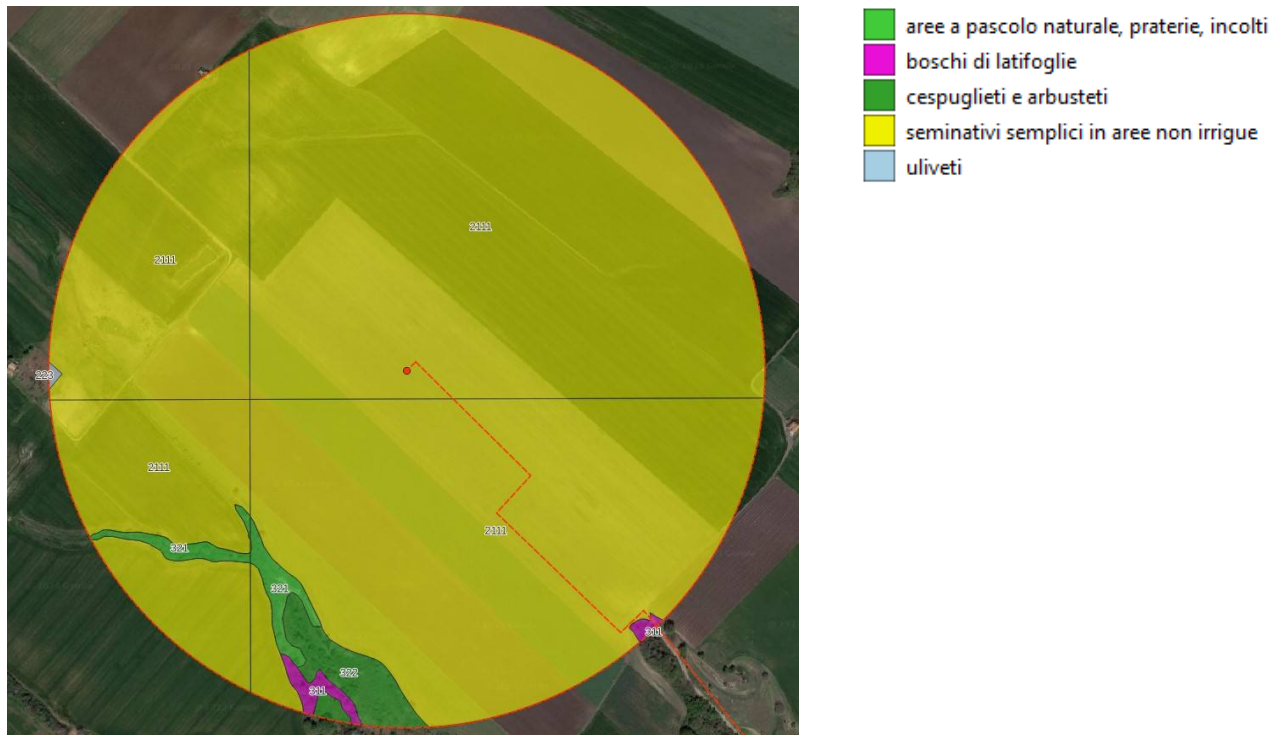 aree a pascolo naturale, praterie, incolti
boschi di latifoglie
cespuglieti e arbusteti
seminativi semplici in aree non irrigue
uliveti
2111
2111
223
2111
2111
321
321
311
322
311